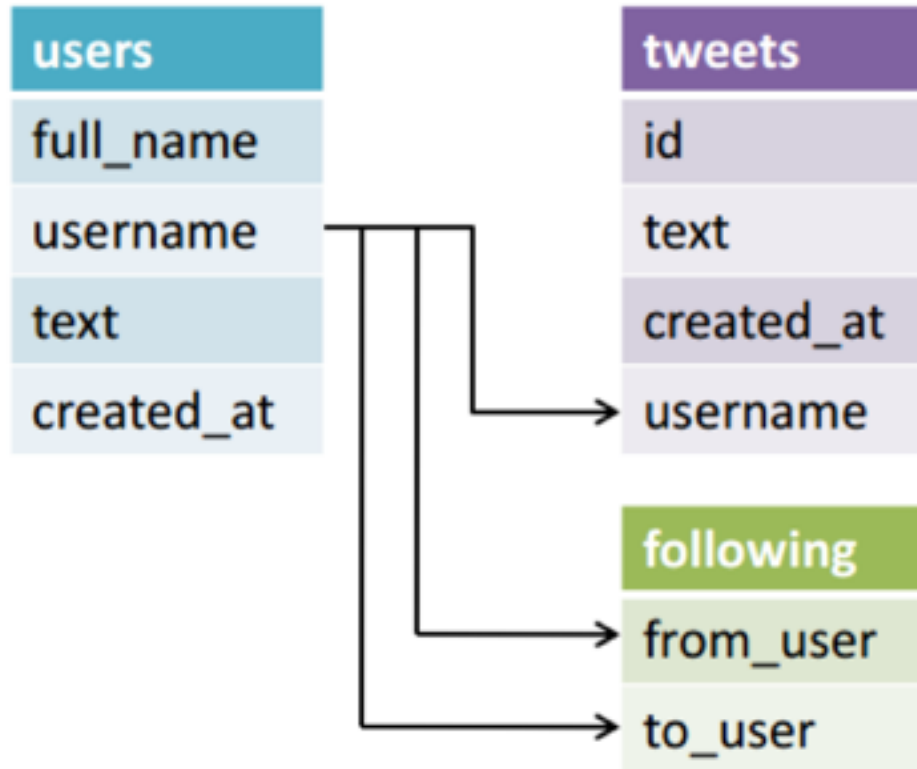 users
full_name
username
text
created_at
tweets
id
text
created_at
username
following
from_user
to_user